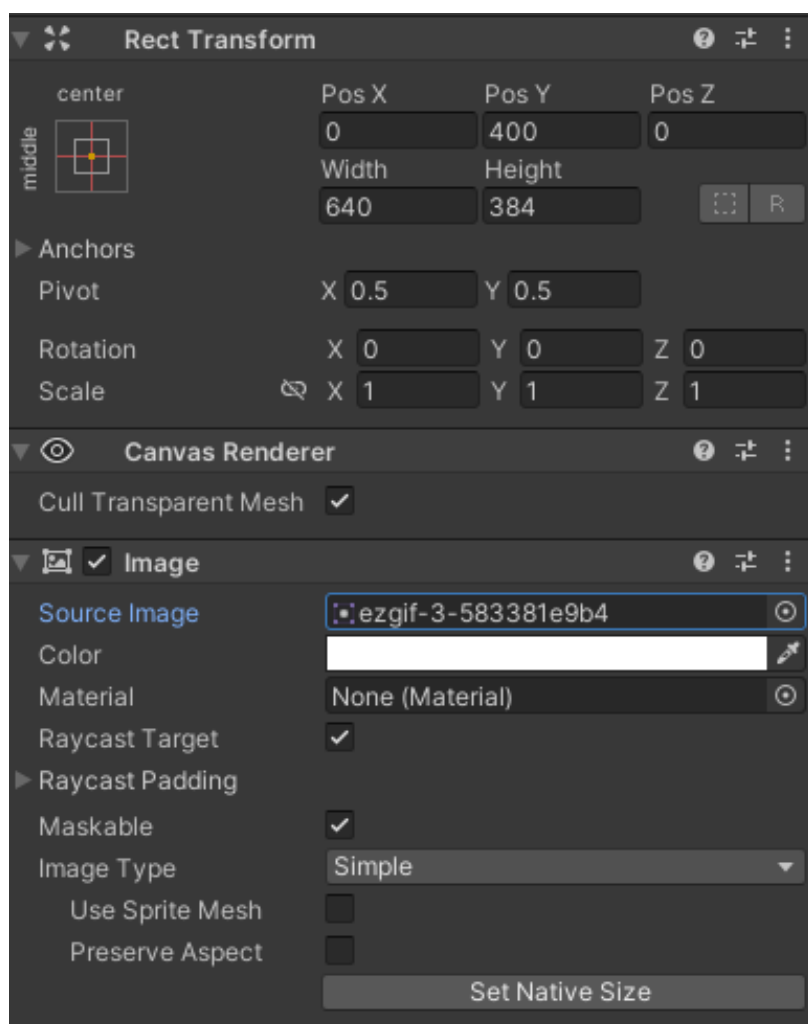 Rect Transform
center
middle
Pos X Pos Y Pos Z
0 400 0
Width Height
640 384
R
Anchors
Pivot X 0.5 Y 0.5
Rotation X 0 Y 0 Z 0
Scale X 1 Y 1 Z 1
Canvas Renderer
Cull Transparent Mesh
Image
Source Image ezgif-3-583381e9b4
Color
Material None (Material)
Raycast Target
Raycast Padding
Maskable
Image Type Simple
Use Sprite Mesh
Preserve Aspect
Set Native Size